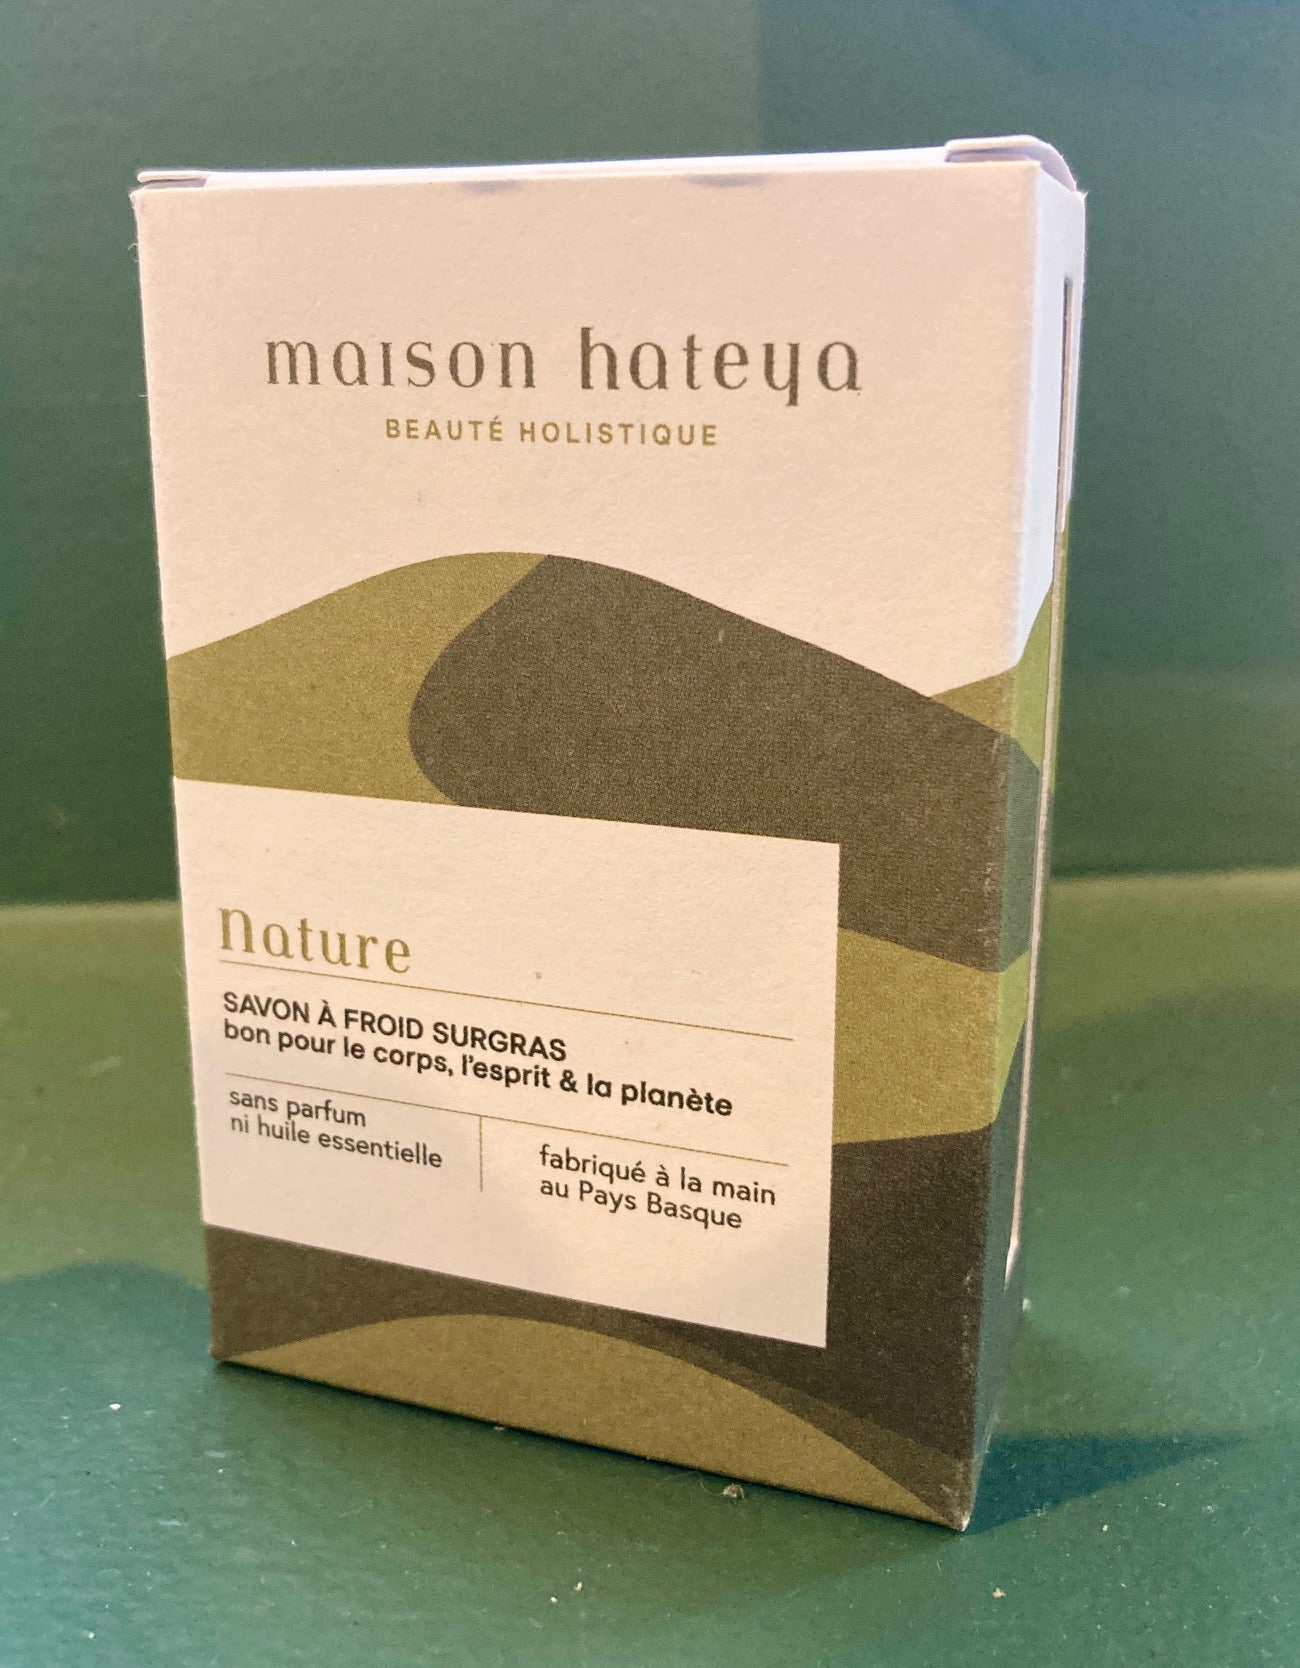 maison hateya
BEAUTÉ HOLISTIQUE
Nature
SAVON À FROID SURGRAS
bon pour le corps, l'esprit & la planète
sans parfum
ni huile essentielle
fabriqué à la main
au Pays Basque